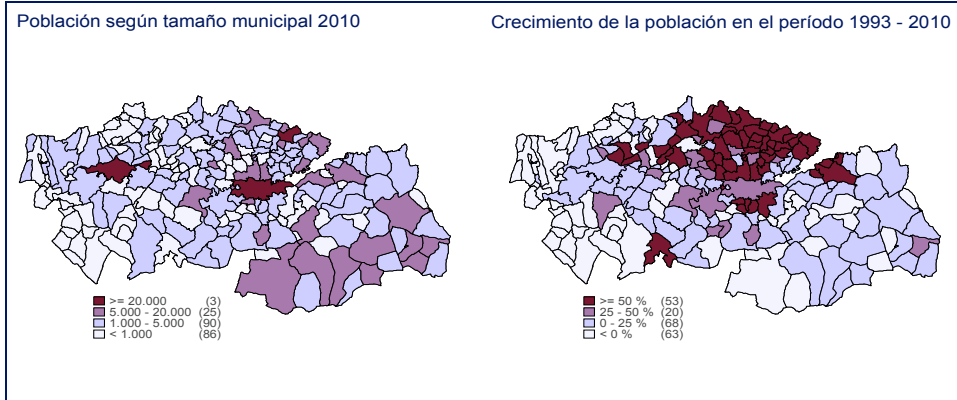 Población según tamaño municipal 2010
Crecimiento de la población en el período 1993 - 2010
>= 20.000 (3)
5.000 - 20.000 (25)
1.000 - 5.000 (90)
< 1.000 (86)
>= 50 % (53)
25 - 50 % (20)
0 - 25 % (68)
< 0 % (63)